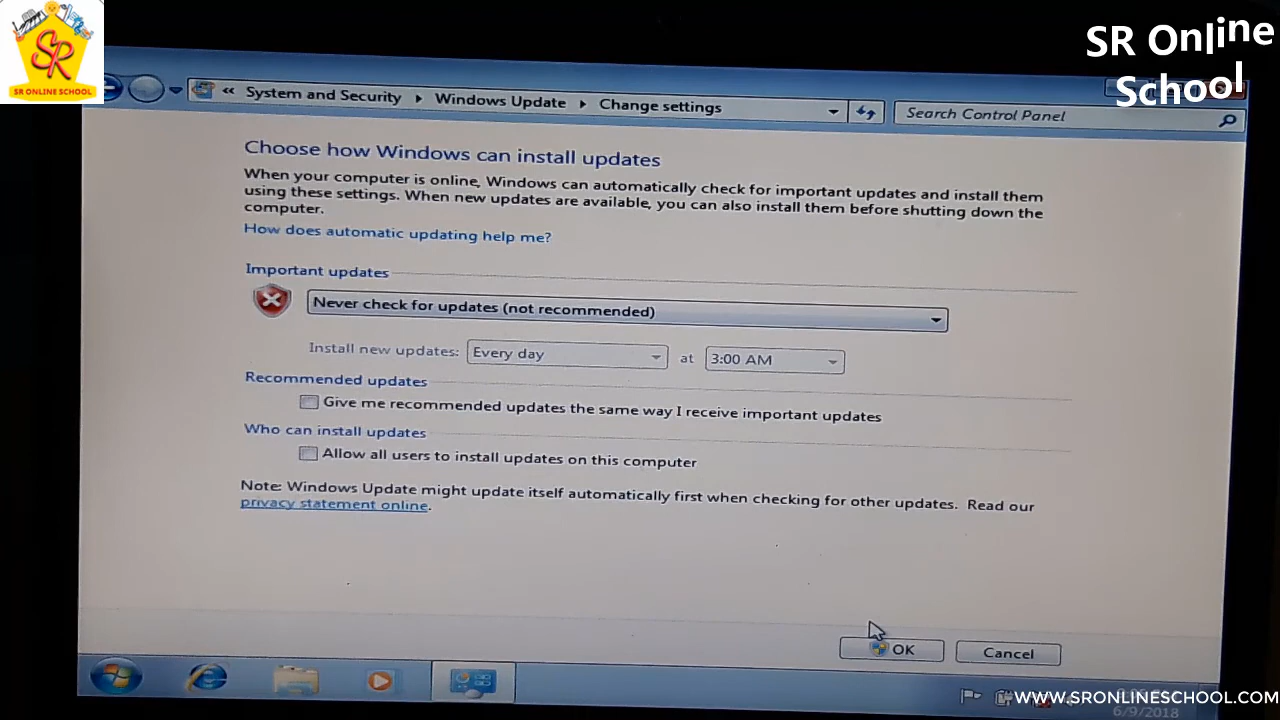 SR ONLINE SCHOOL
SR Online
School
« System and Security ▸ Windows Update ▸ Change settings
Search Control Panel
Choose how Windows can install updates
When your computer is online, Windows can automatically check for important updates and install them
using these settings. When new updates are available, you can also install them before shutting down the
computer.
How does automatic updating help me?
Important updates
Never check for updates (not recommended)
Install new updates: Every day at 3:00 AM
Recommended updates
Give me recommended updates the same way I receive important updates
Who can install updates
Allow all users to install updates on this computer
Note: Windows Update might update itself automatically first when checking for other updates. Read our
privacy statement online.
OK Cancel
WWW.SRONLINESCHOOL.COM
6/9/2018